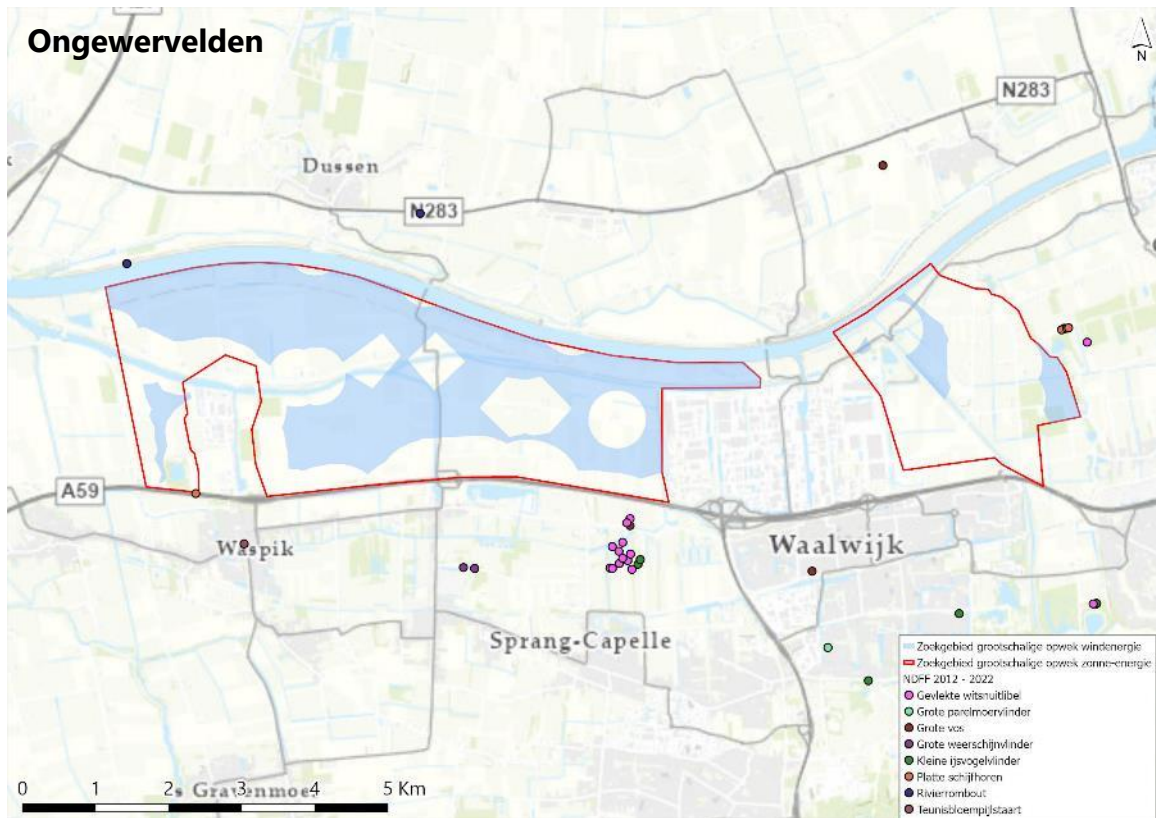 Ongewervelden
N
N283
Dussen
N283
A59
Waspik
Waalwijk
Sprang-Capelle
s Gravenmoe
0 1 2 3 4 5 Km
Zoekgebied grootschalige opwek windenergie
Zoekgebied grootschalige opwek zonne-energie
NDFF 2012 - 2022
Gevlekte witsnuitlibel
Grote parelmoervlinder
Grote vos
Grote weerschijnvlinder
Kleine ijsvogelvlinder
Platte schijfhoren
Rivierrombout
Teunisbloempijlstaart